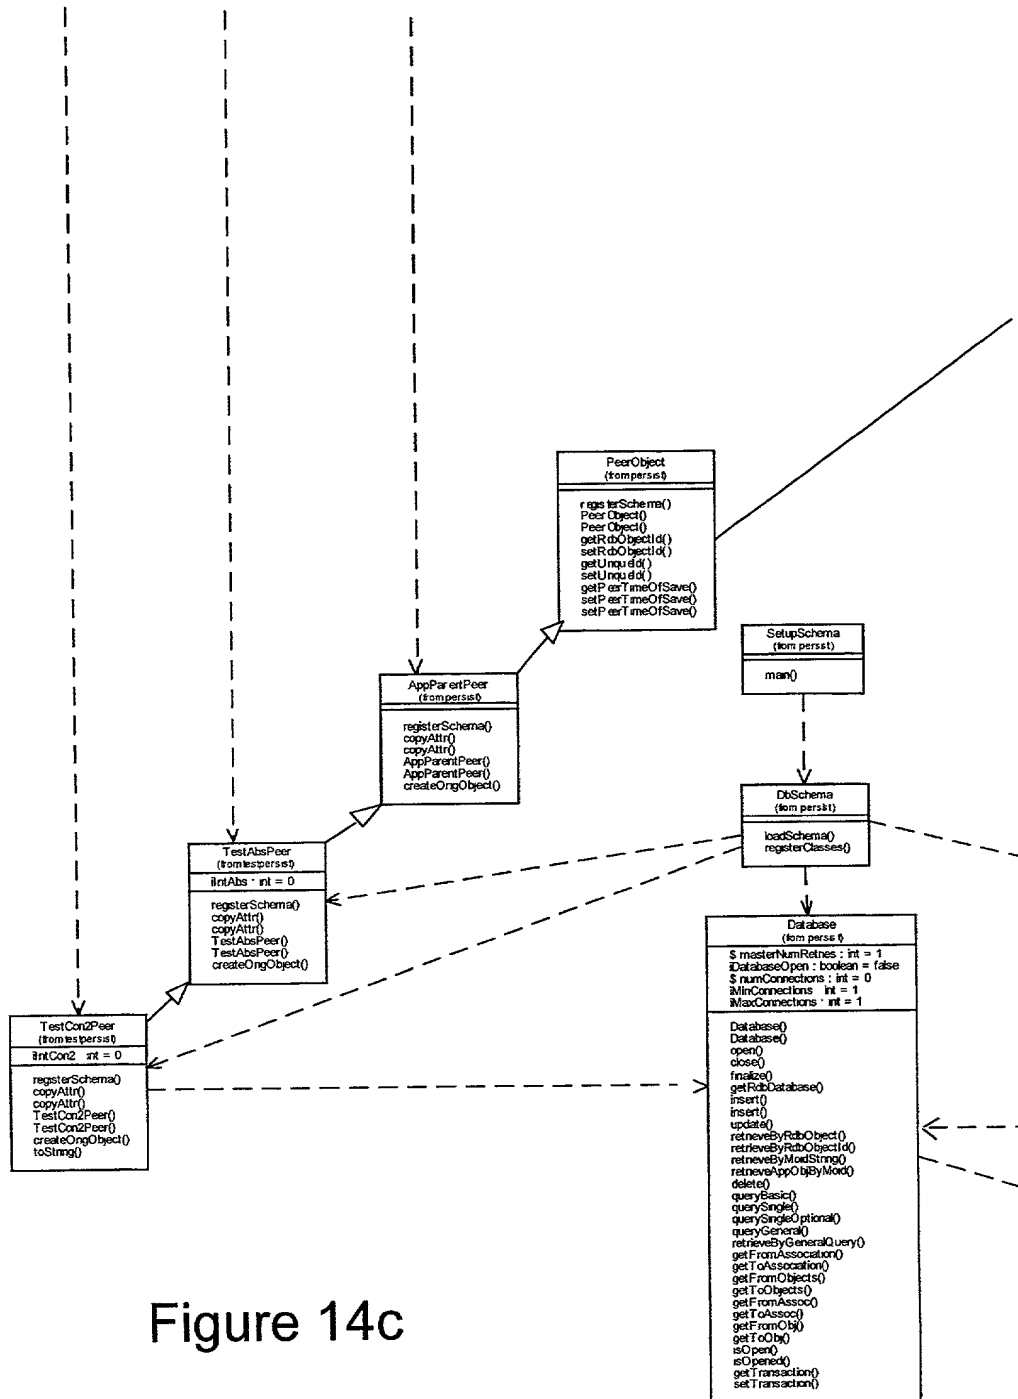 PeerObject
(from persist)
registerSchema()
PeerObject()
PeerObject()
getRdbObjectId()
setRdbObjectId()
getUniqueId()
setUniqueId()
getPeerTimeOfSave()
setPeerTimeOfSave()
setPeerTimeOfSave()
SetupSchema
(from persist)
main()
AppParentPeer
(from persist)
registerSchema()
copyAttr()
copyAttr()
AppParentPeer()
AppParentPeer()
createOrigObject()
DbSchema
(from persist)
loadSchema()
registerClasses()
TestAbsPeer
(from testpersist)
iIntAbs : int = 0
registerSchema()
copyAttr()
copyAttr()
TestAbsPeer()
TestAbsPeer()
createOrigObject()
TestCon2Peer
(from testpersist)
iIntCon2 : int = 0
registerSchema()
copyAttr()
copyAttr()
TestCon2Peer()
TestCon2Peer()
createOrigObject()
toString()
Database
(from persist)
$ masterNumRetries : int = 1
iDatabaseOpen : boolean = false
$ numConnections : int = 0
iMinConnections : int = 1
iMaxConnections : int = 1
Database()
Database()
open()
close()
finalize()
getRdbDatabase()
insert()
insert()
update()
retrieveByRdbObject()
retrieveByRdbObjectId()
retrieveByMoidString()
retrieveAppObjByMoid()
delete()
queryBasic()
querySingle()
querySingleOptional()
queryGeneral()
retrieveByGeneralQuery()
getFromAssociation()
getToAssociation()
getFromObjects()
getToObjects()
getFromAssoc()
getToAssoc()
getFromObj()
getToObj()
isOpen()
isOpened()
getTransaction()
setTransaction()
Figure 14c